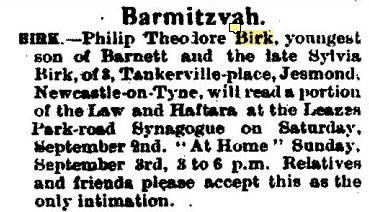 Barmitzvah.
BIRK.—Philip Theodore Birk, youngest
son of Barnett and the late Sylvia
Birk, of 8, Tankerville-place, Jesmond,
Newcastle-on-Tyne, will read a portion
of the Law and Haftara at the Leazes
Park-road Synagogue on Saturday,
September 2nd. "At Home" Sunday,
September 3rd, 3 to 6 p.m. Relatives
and friends please accept this as the
only intimation.